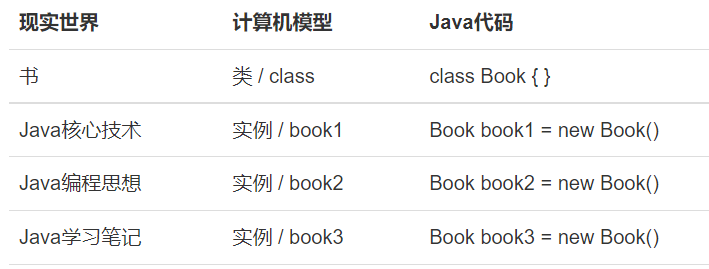 现实世界 计算机模型 Java代码
书 类 / class class Book { }
Java核心技术 实例 / book1 Book book1 = new Book()
Java编程思想 实例 / book2 Book book2 = new Book()
Java学习笔记 实例 / book3 Book book3 = new Book()